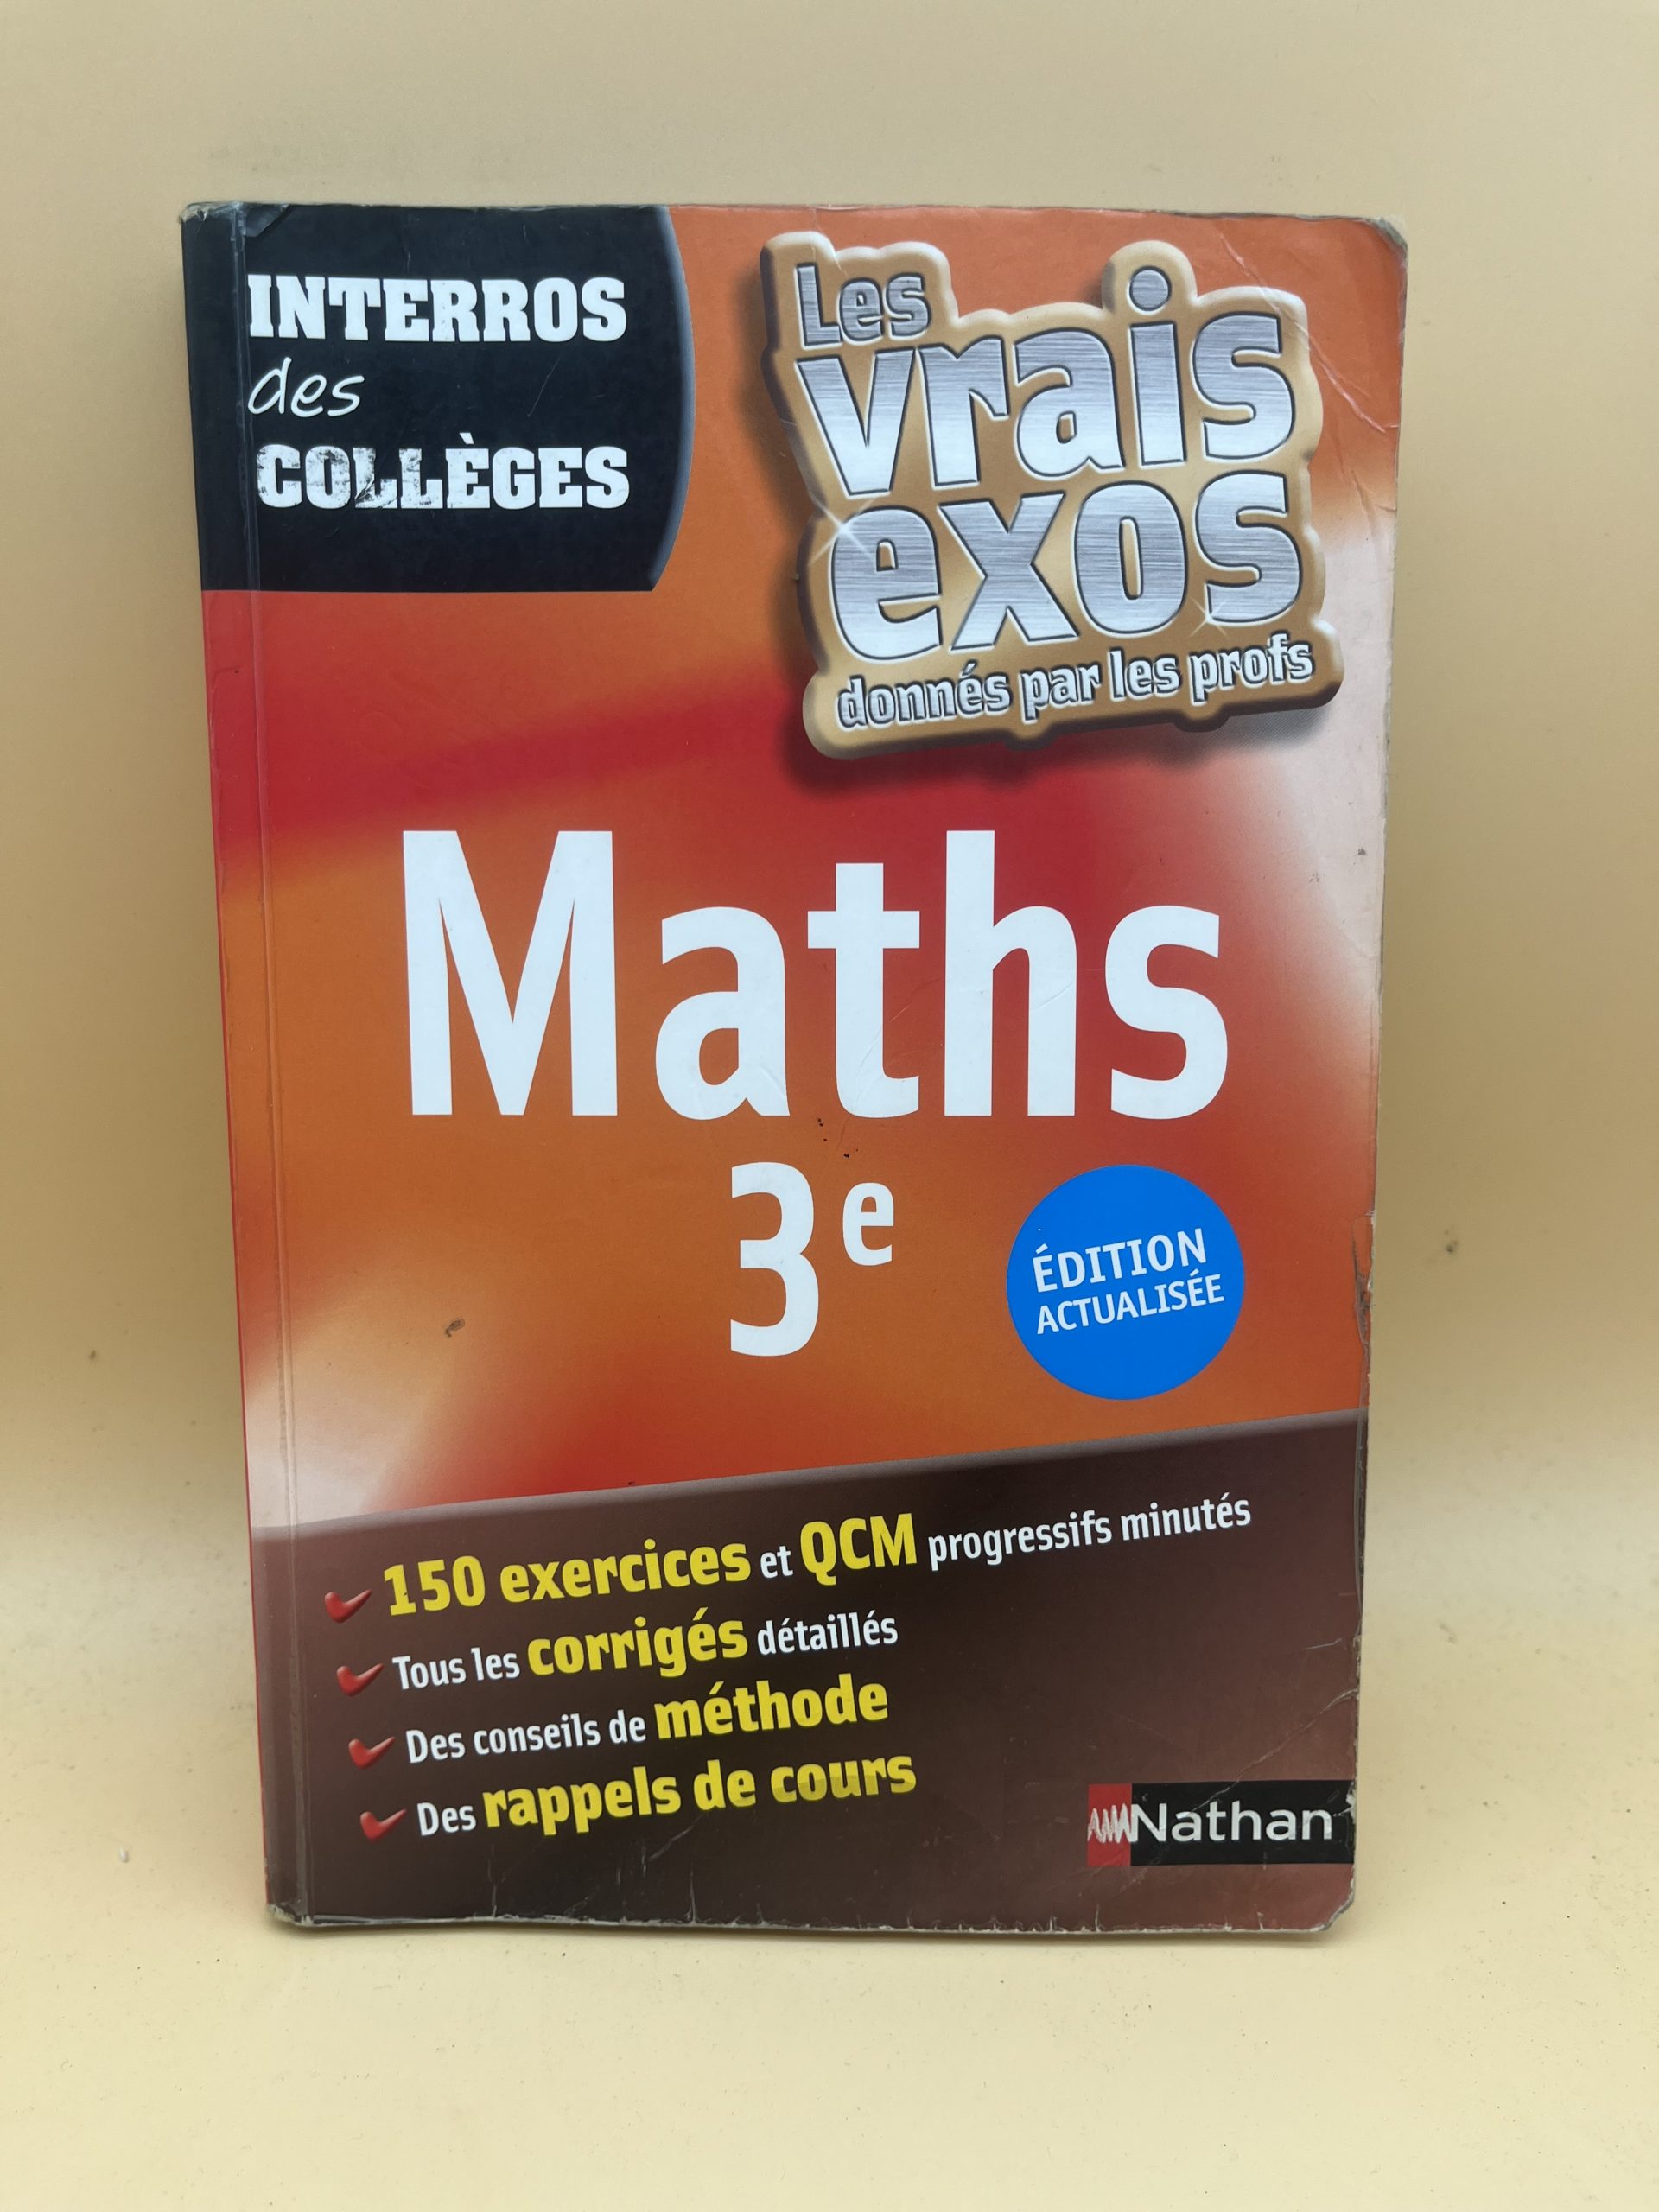 INTERROS
des
COLLÈGES
Les
vrais
exos
donnés par les profs
Maths
3e
ÉDITION
ACTUALISÉE
150 exercices et QCM progressifs minutés
Tous les corrigés détaillés
Des conseils de méthode
Des rappels de cours
Nathan